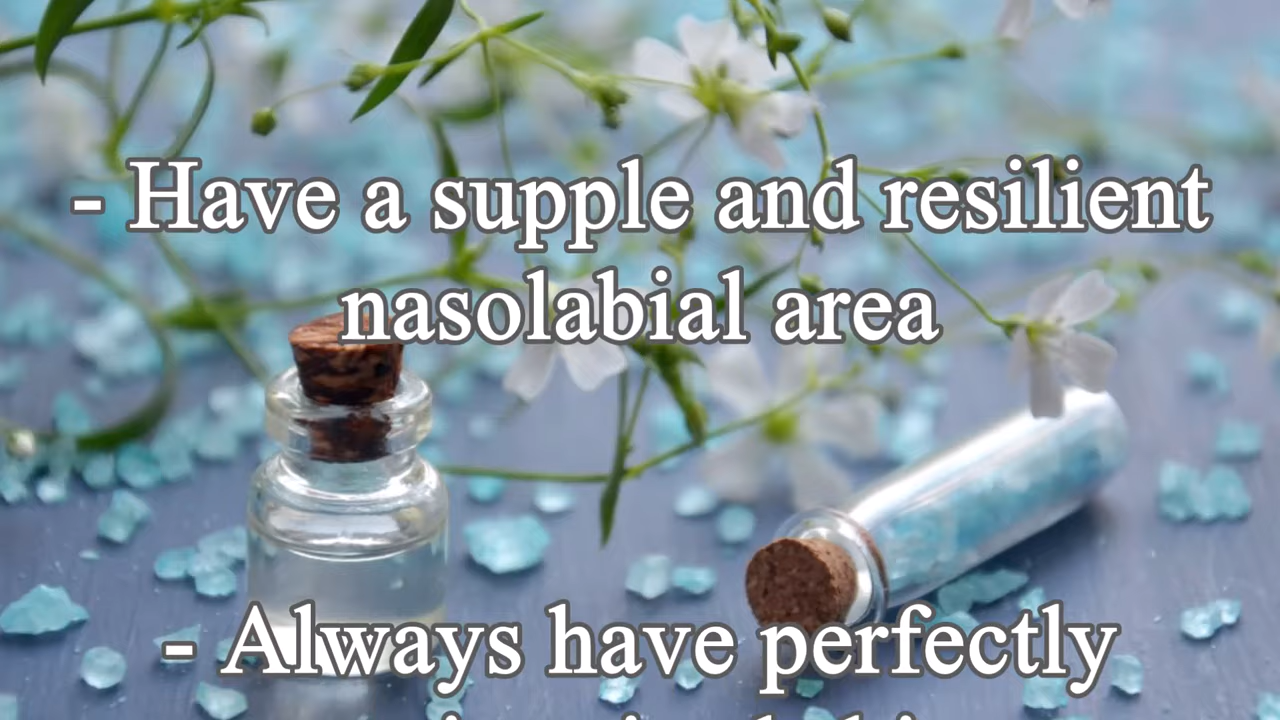 - Have a supple and resilient
nasolabial area
- Always have perfectly